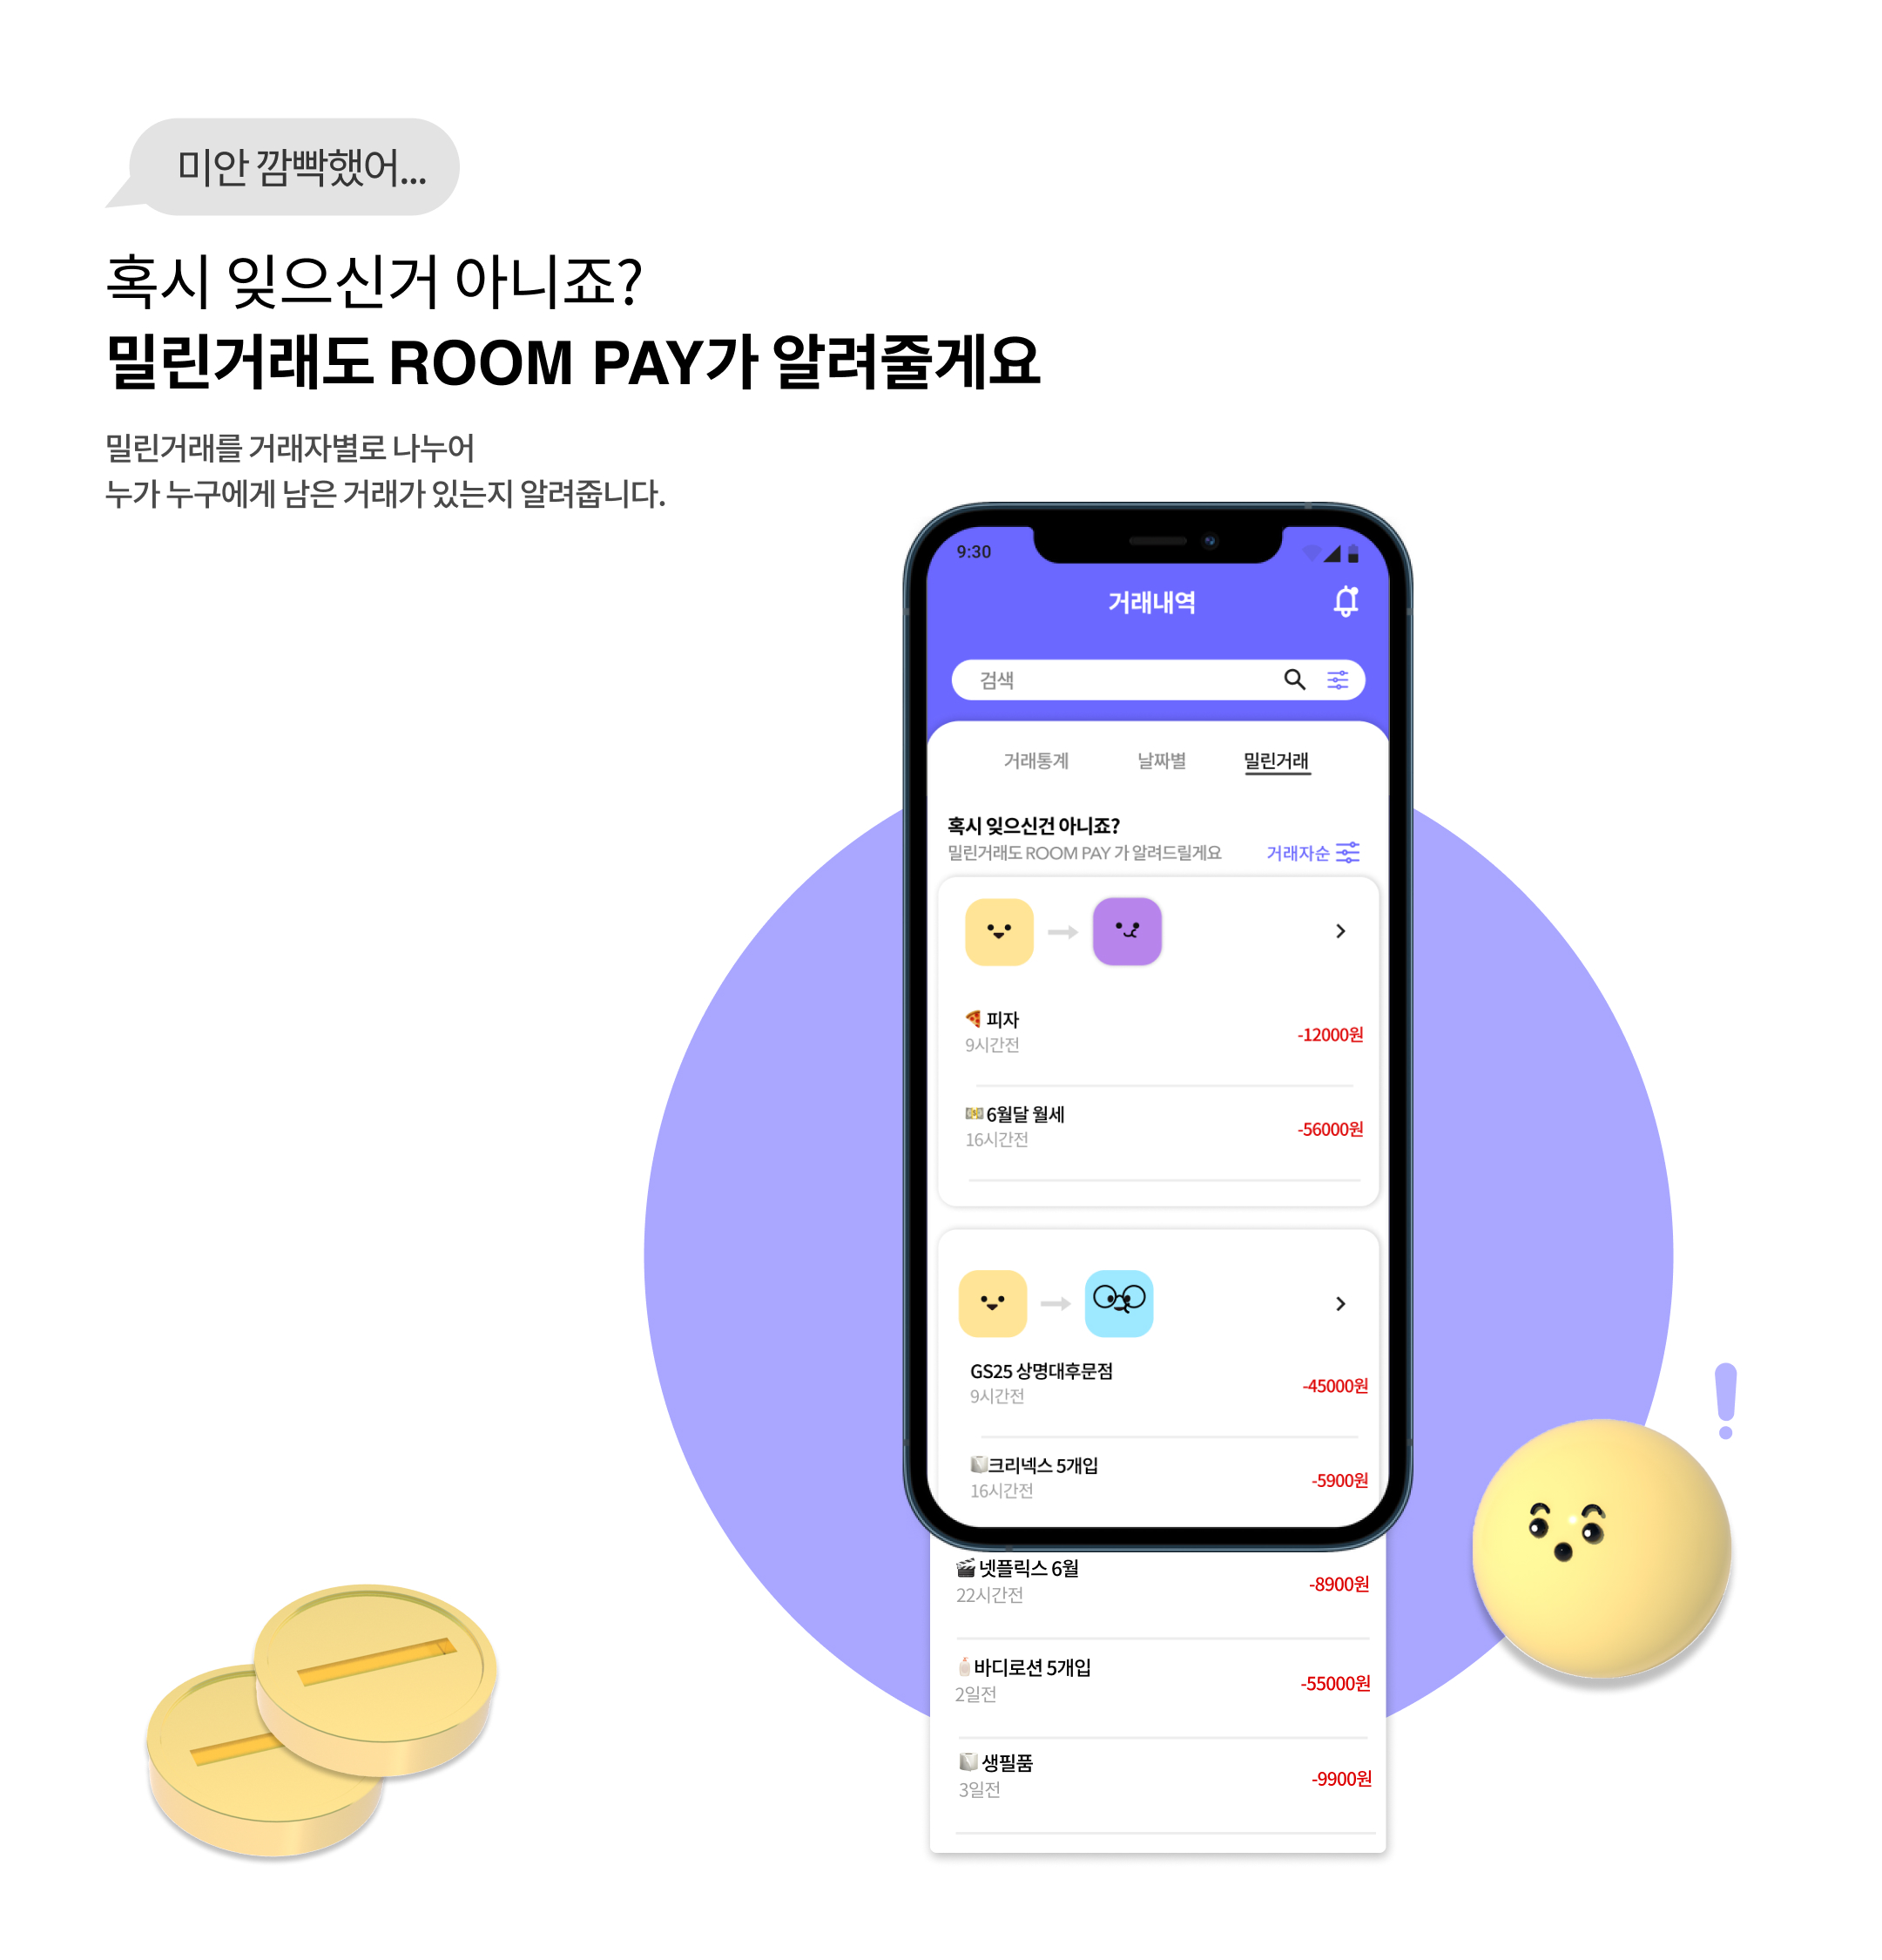 미안 깜빡했어...
혹시 잊으신거 아니죠?
밀린거래도 ROOM PAY가 알려줄게요
밀린거래를 거래자별로 나누어
누가 누구에게 남은 거래가 있는지 알려줍니다.
9:30
거래내역
검색
거래통계 날짜별 밀린거래
혹시 잊으신건 아니죠?
밀린거래도 ROOM PAY 가 알려드릴게요 거래자순
피자
9시간전
-12000원
6월달 월세
16시간전
-56000원
GS25 상명대후문점
9시간전
-45000원
크리넥스 5개입
16시간전
-5900원
넷플릭스 6월
22시간전
-8900원
바디로션 5개입
2일전
-55000원
생필품
3일전
-9900원